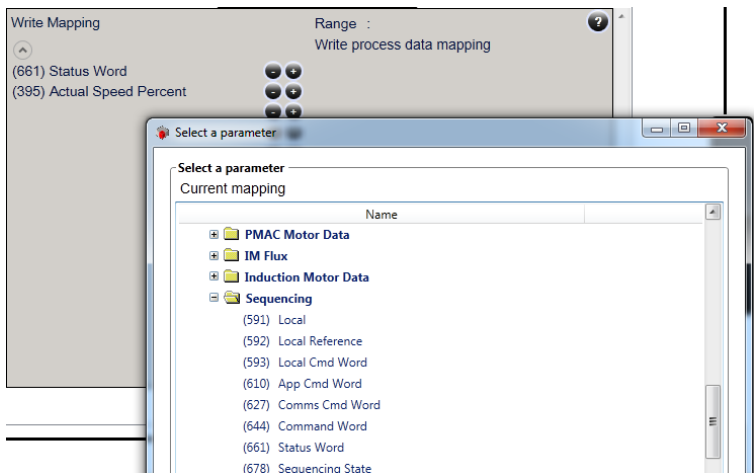 Write Mapping
Range :
?
Write process data mapping
(661) Status Word
(395) Actual Speed Percent
Select a parameter
Select a parameter
Current mapping
Name
PMAC Motor Data
IM Flux
Induction Motor Data
Sequencing
(591) Local
(592) Local Reference
(593) Local Cmd Word
(610) App Cmd Word
(627) Comms Cmd Word
(644) Command Word
(661) Status Word
(678) Sequencing State